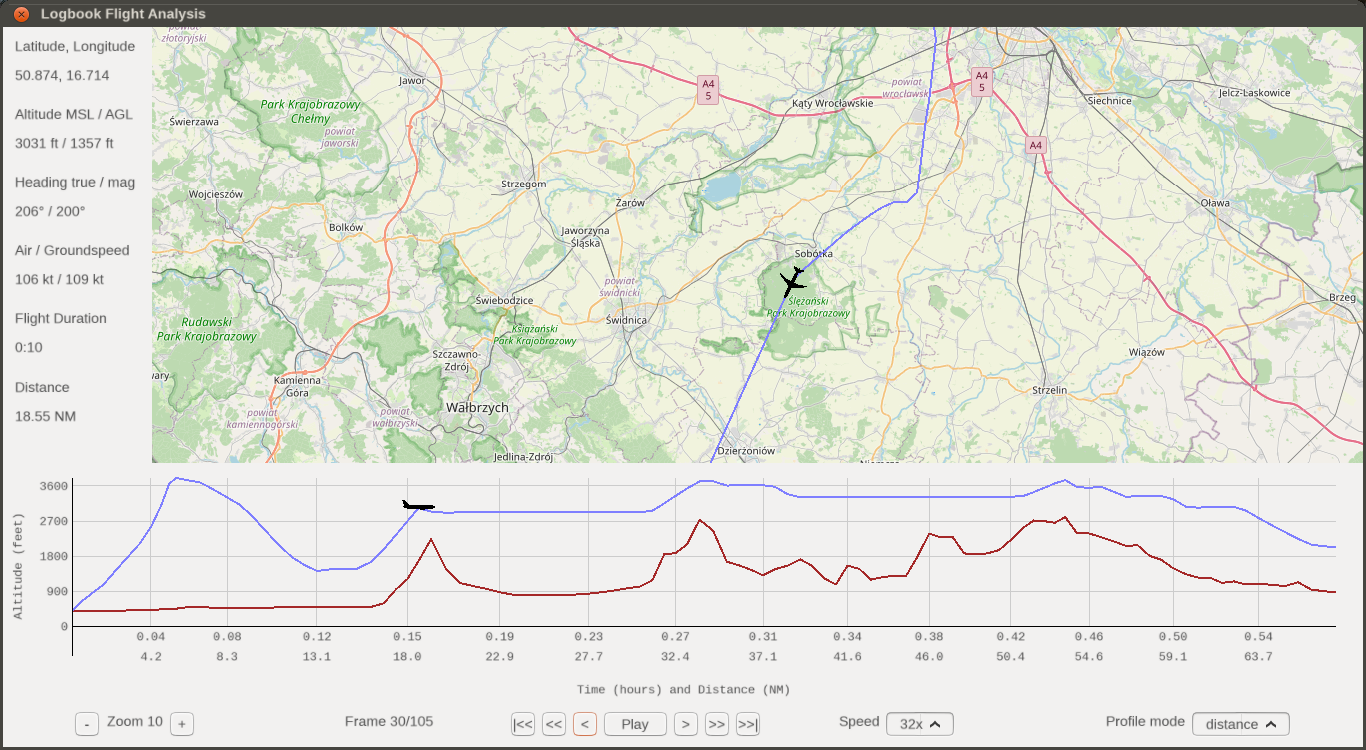 Logbook Flight Analysis
Latitude, Longitude
50.874, 16.714
Altitude MSL / AGL
3031 ft / 1357 ft
Heading true / mag
206° / 200°
Air / Groundspeed
106 kt / 109 kt
Flight Duration
0:10
Distance
18.55 NM
powiat
złotoryjski
Jawor
Park Krajobrazowy
Chełmy
powiat
jaworski
Świerzawa
Wojcieszów
Bolków
Strzegom
Żarów
Jaworzyna
Śląska
A4
5
Kąty Wrocławskie
powiat
wrocławski
A4
5
Siechnice
Jelcz-Laskowice
A4
Oława
Sobótka
powiat
świdnicki
Świebodzice
Świdnica
Ślężański
Park Krajobrazowy
Brzeg
Rudawski
Park Krajobrazowy
Książański
Park Krajobrazowy
Szczawno-
Zdrój
Wiązów
wary
Kamienna
Góra
Strzelin
powiat
kamiennogórski
Wałbrzych
powiat
wałbrzyski
Jedlina-Zdrój
Dzierżoniów
Altitude (feet)
3600
2700
1800
900
0
0.04 0.08 0.12 0.15 0.19 0.23 0.27 0.31 0.34 0.38 0.42 0.46 0.50 0.54
4.2 8.3 13.1 18.0 22.9 27.7 32.4 37.1 41.6 46.0 50.4 54.6 59.1 63.7
Time (hours) and Distance (NM)
- Zoom 10 + Frame 30/105 |<< << < Play > >> >>| Speed 32x Profile mode distance